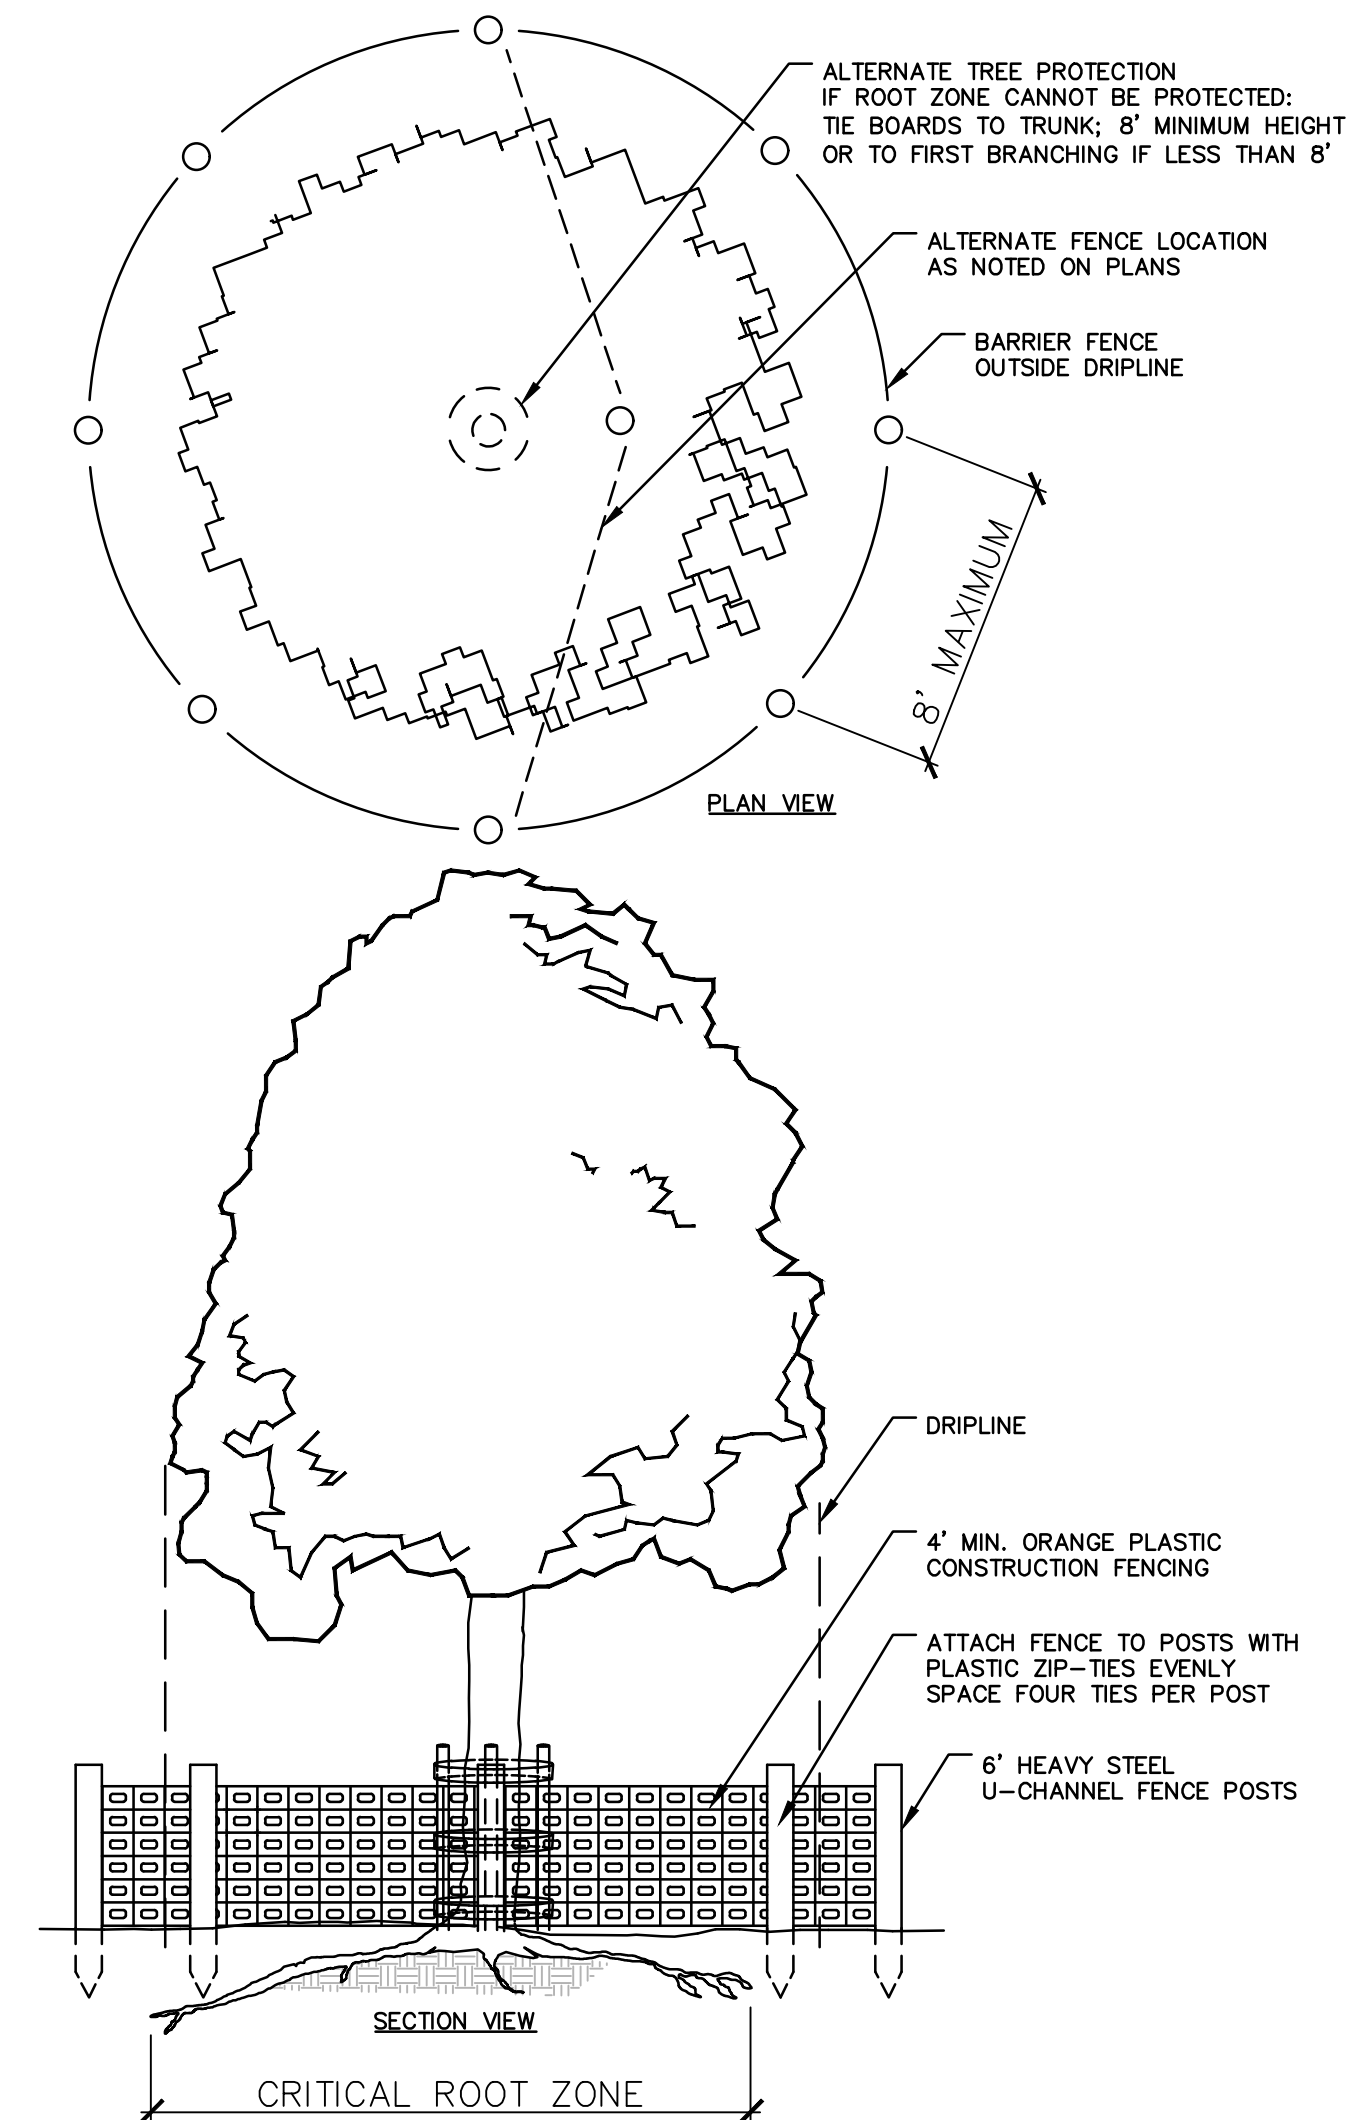 ALTERNATE TREE PROTECTION
IF ROOT ZONE CANNOT BE PROTECTED:
TIE BOARDS TO TRUNK; 8' MINIMUM HEIGHT
OR TO FIRST BRANCHING IF LESS THAN 8'
ALTERNATE FENCE LOCATION
AS NOTED ON PLANS
BARRIER FENCE
OUTSIDE DRIPLINE
8' MAXIMUM
PLAN VIEW
DRIPLINE
4' MIN. ORANGE PLASTIC
CONSTRUCTION FENCING
ATTACH FENCE TO POSTS WITH
PLASTIC ZIP-TIES EVENLY
SPACE FOUR TIES PER POST
6' HEAVY STEEL
U-CHANNEL FENCE POSTS
SECTION VIEW
CRITICAL ROOT ZONE